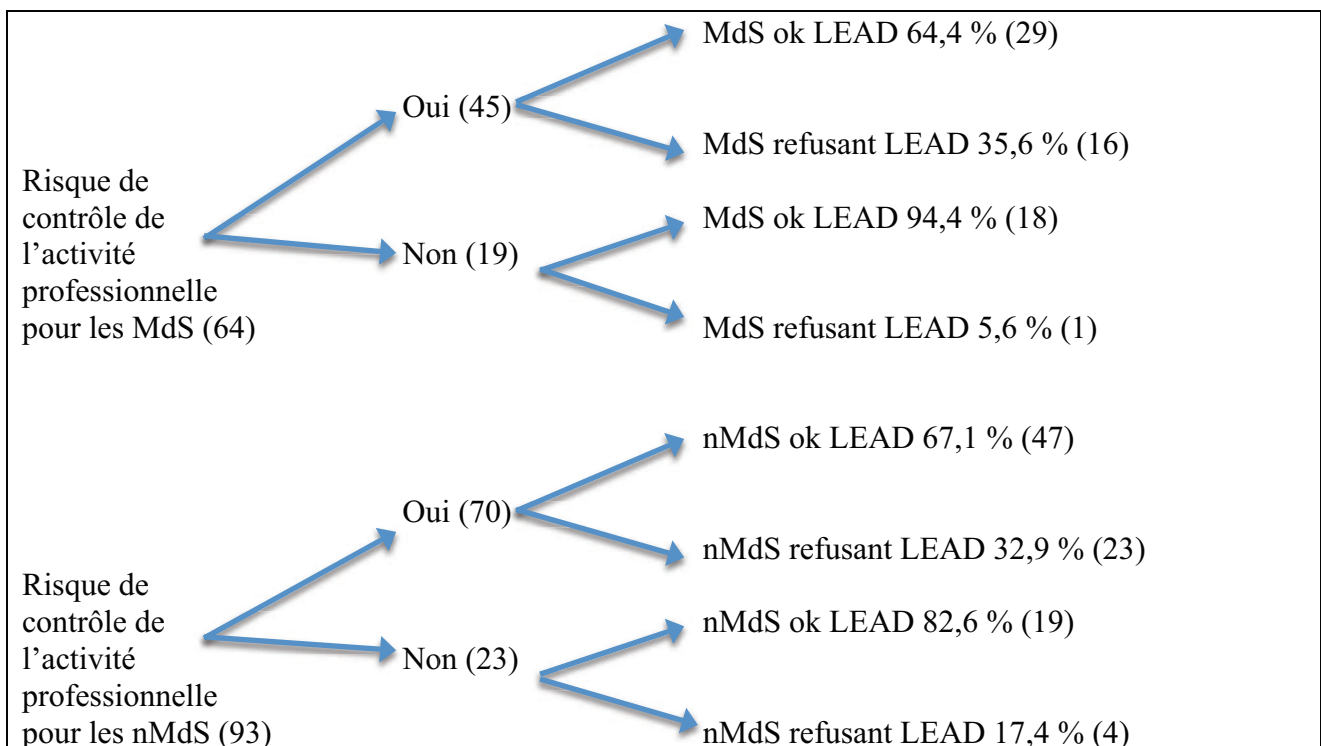 MdS ok LEAD 64,4 % (29)
Oui (45)
MdS refusant LEAD 35,6 % (16)
Risque de
contrôle de
l’activité
professionnelle
pour les MdS (64)
MdS ok LEAD 94,4 % (18)
Non (19)
MdS refusant LEAD 5,6 % (1)
nMdS ok LEAD 67,1 % (47)
Oui (70)
nMdS refusant LEAD 32,9 % (23)
Risque de
contrôle de
l’activité
professionnelle
pour les nMdS (93)
nMdS ok LEAD 82,6 % (19)
Non (23)
nMdS refusant LEAD 17,4 % (4)